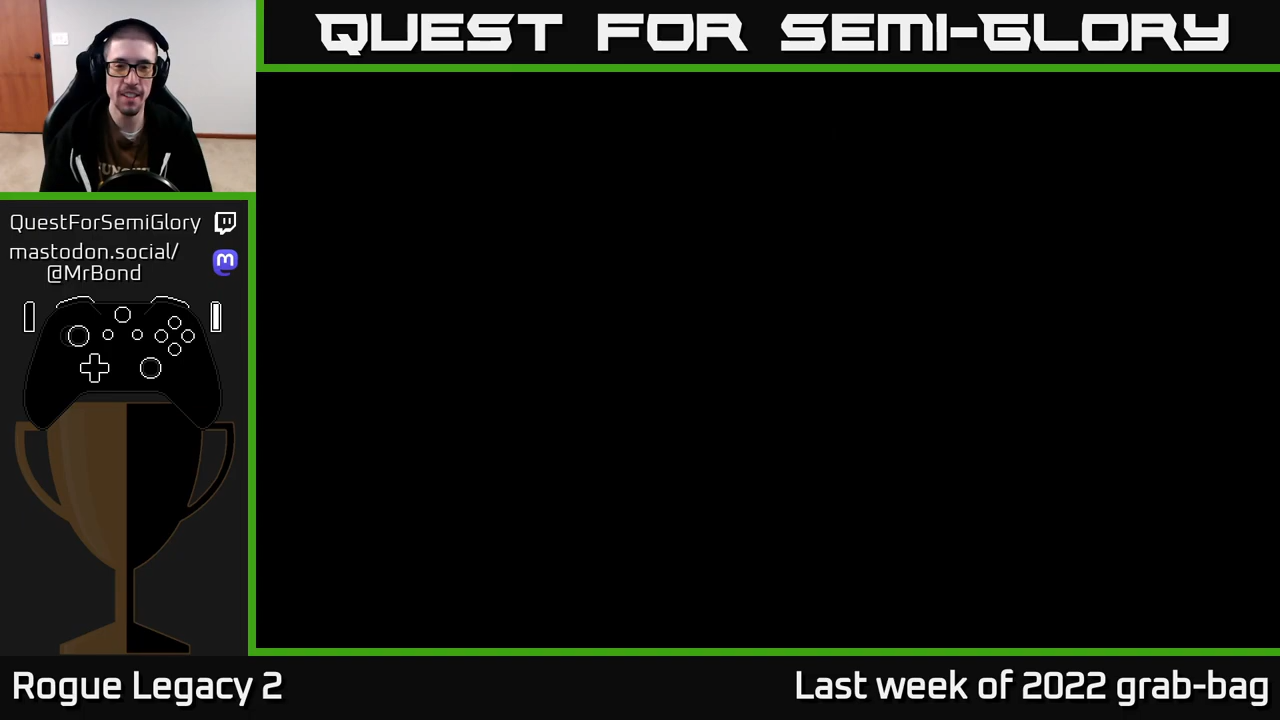 QUEST FOR SEMI-GLORY
QuestForSemiGlory
mastodon.social/
@MrBond
Rogue Legacy 2
Last week of 2022 grab-bag